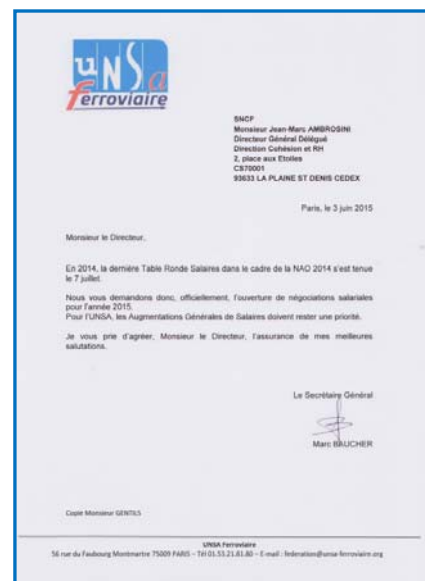 uNSa
ferroviaire
SNCF
Monsieur Jean-Marc AMBROSINI
Directeur Général Délégué
Direction Cohésion et RH
2, place aux Etoiles
CS70001
93633 LA PLAINE ST DENIS CEDEX
Paris, le 3 juin 2015
Monsieur le Directeur,
En 2014, la dernière Table Ronde Salaires dans le cadre de la NAO 2014 s'est tenue
le 7 juillet.
Nous vous demandons donc, officiellement, l'ouverture de négociations salariales
pour l'année 2015.
Pour l'UNSA, les Augmentations Générales de Salaires doivent rester une priorité.
Je vous prie d'agréer, Monsieur le Directeur, l'assurance de mes meilleures
salutations.
Le Secrétaire Général
Marc BAUCHER
Copie Monsieur GENTILS
UNSA Ferroviaire
56 rue du Faubourg Montmartre 75009 PARIS – Tél 01.53.21.81.80 – E-mail : federation@unsa-ferroviaire.org